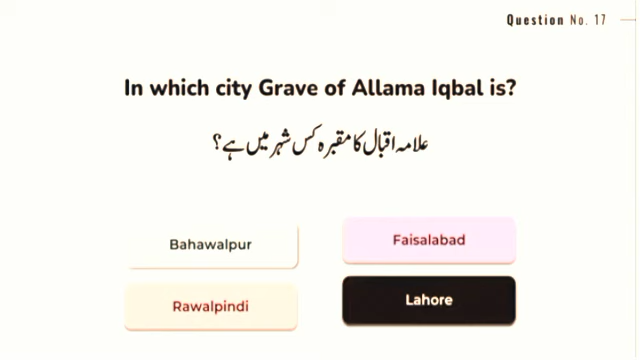 Question No. 17
In which city Grave of Allama Iqbal is?
علامہ اقبال کا مقبرہ کس شہر میں ہے؟
Bahawalpur
Faisalabad
Rawalpindi
Lahore